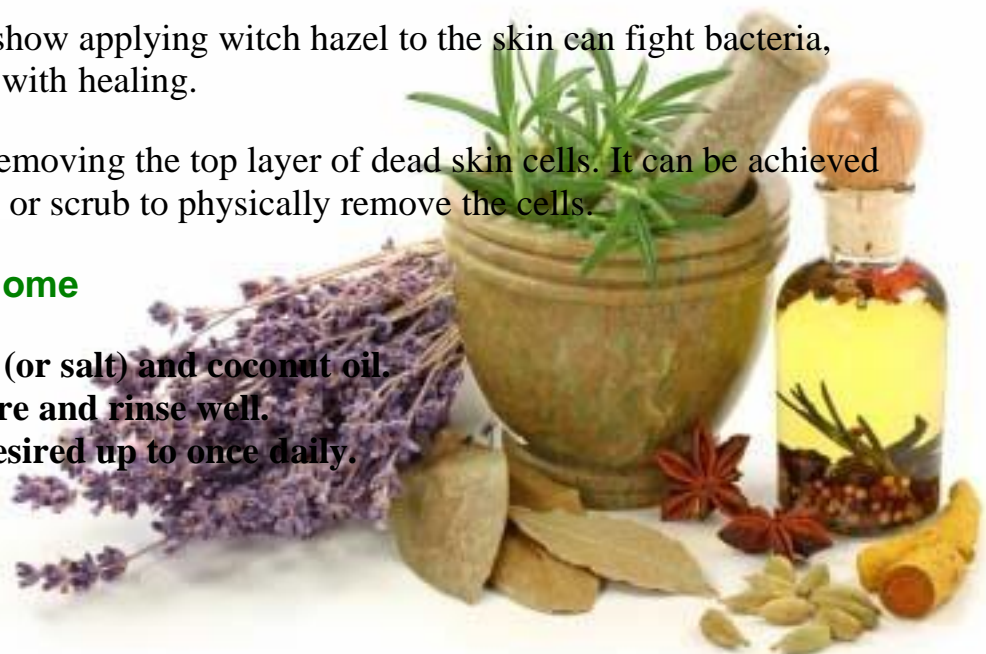 show applying witch hazel to the skin can fight bacteria,
with healing.
emoving the top layer of dead skin cells. It can be achieved
or scrub to physically remove the cells.
ome
(or salt) and coconut oil.
re and rinse well.
esired up to once daily.